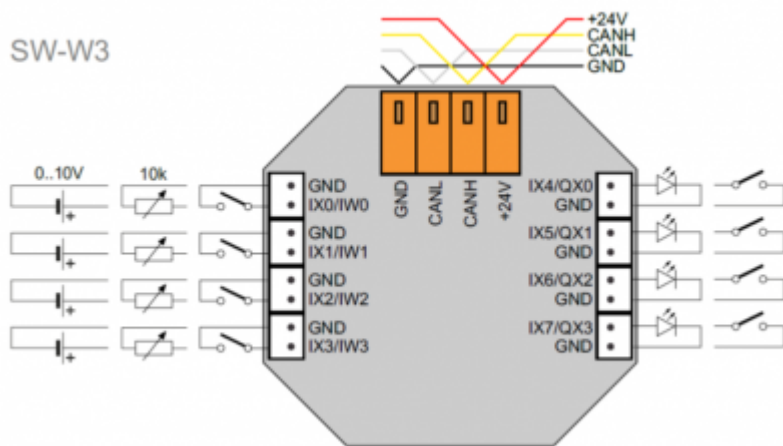 +24V
CANH
CANL
GND
SW-W3
0..10V
10k
GND
CANL
CANH
+24V
GND
IX0/IW0
GND
IX1/IW1
GND
IX2/IW2
GND
IX3/IW3
IX4/QX0
GND
IX5/QX1
GND
IX6/QX2
GND
IX7/QX3
GND